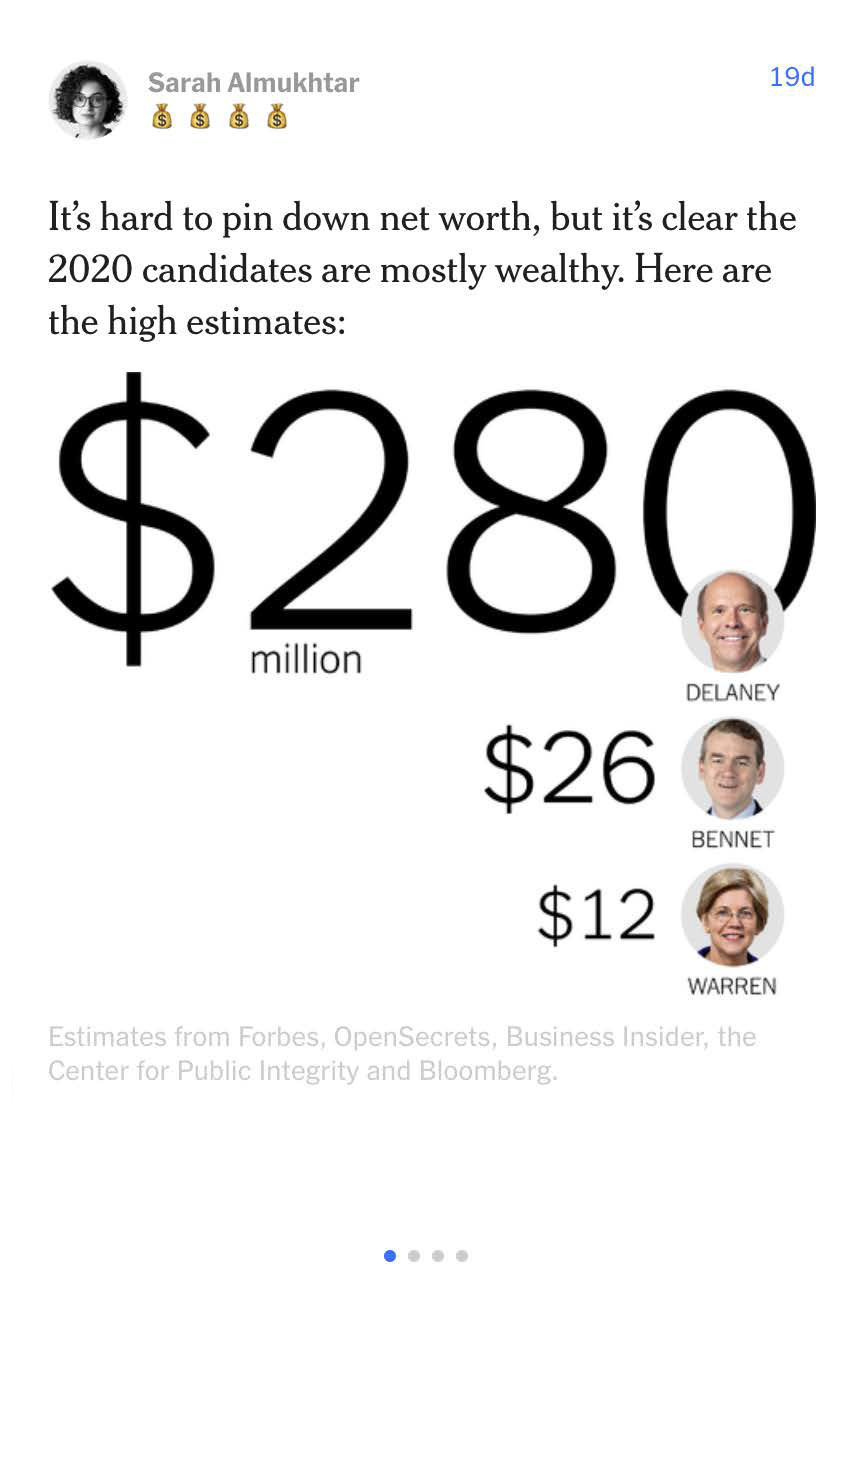 Sarah Almukhtar
19d
It’s hard to pin down net worth, but it’s clear the
2020 candidates are mostly wealthy. Here are
the high estimates:
$280
million
DELANEY
$26
BENNET
$12
WARREN
Estimates from Forbes, OpenSecrets, Business Insider, the
Center for Public Integrity and Bloomberg.